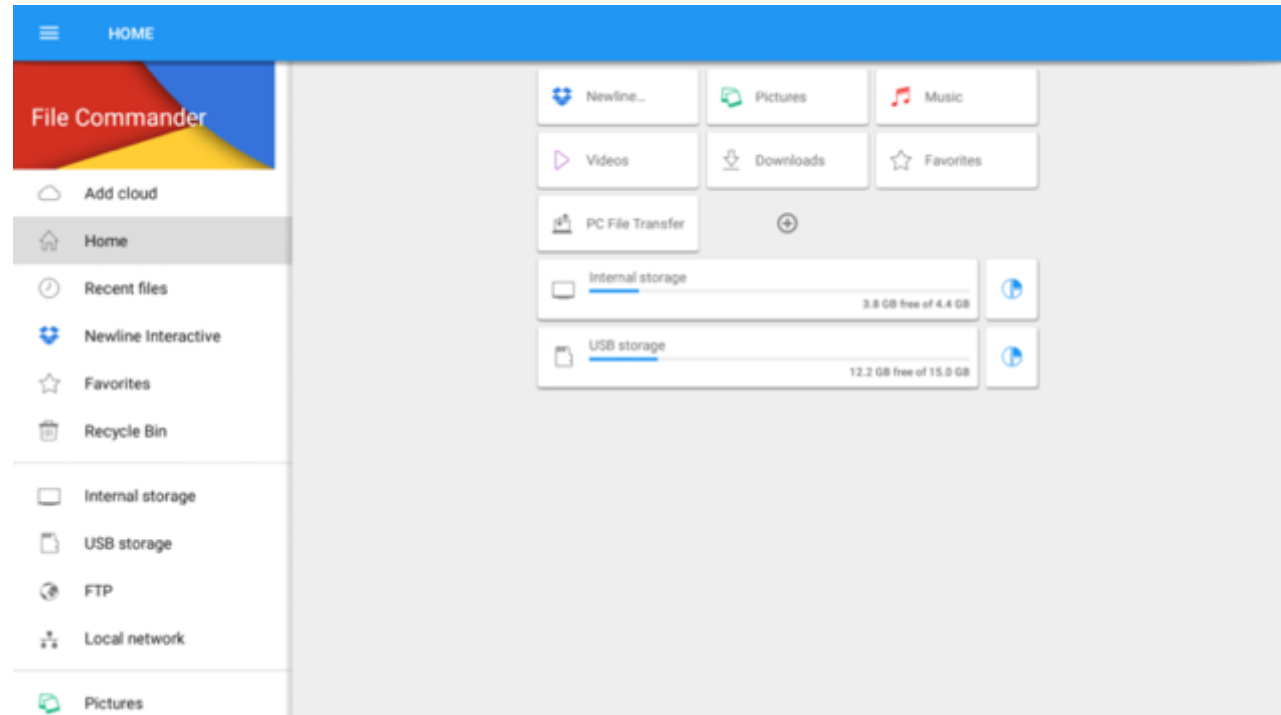 HOME
File Commander
Add cloud
Home
Recent files
Newline Interactive
Favorites
Recycle Bin
Internal storage
USB storage
FTP
Local network
Pictures
Newline...
Pictures
Music
Videos
Downloads
Favorites
PC File Transfer
Internal storage
3.8 GB free of 4.4 GB
USB storage
12.2 GB free of 15.0 GB